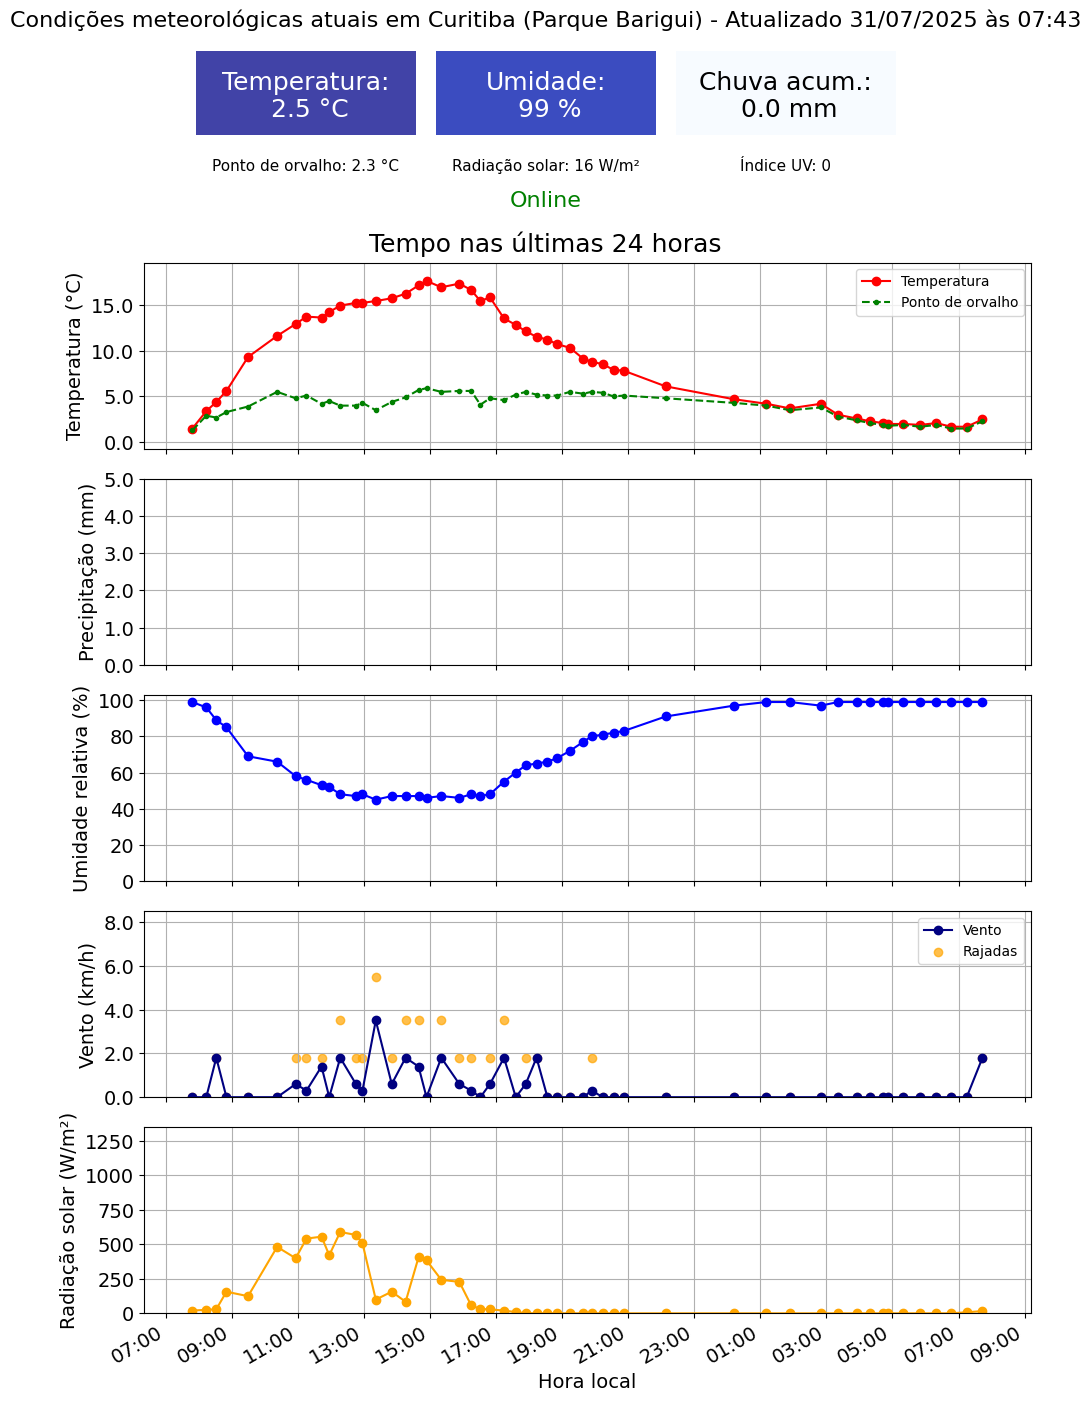 Condições meteorológicas atuais em Curitiba (Parque Barigui) - Atualizado 31/07/2025 às 07:43
Temperatura:
2.5 °C
Umidade:
99 %
Chuva acum.:
0.0 mm
Ponto de orvalho: 2.3 °C
Radiação solar: 16 W/m²
Índice UV: 0
Online
Tempo nas últimas 24 horas
Temperatura (°C)
15.0
10.0
5.0
0.0
Temperatura
Ponto de orvalho
Precipitação (mm)
5.0
4.0
3.0
2.0
1.0
0.0
Umidade relativa (%)
100
80
60
40
20
0
Vento (km/h)
8.0
6.0
4.0
2.0
0.0
Vento
Rajadas
Radiação solar (W/m²)
1250
1000
750
500
250
0
07:00
09:00
11:00
13:00
15:00
17:00
19:00
21:00
23:00
01:00
03:00
05:00
07:00
09:00
Hora local